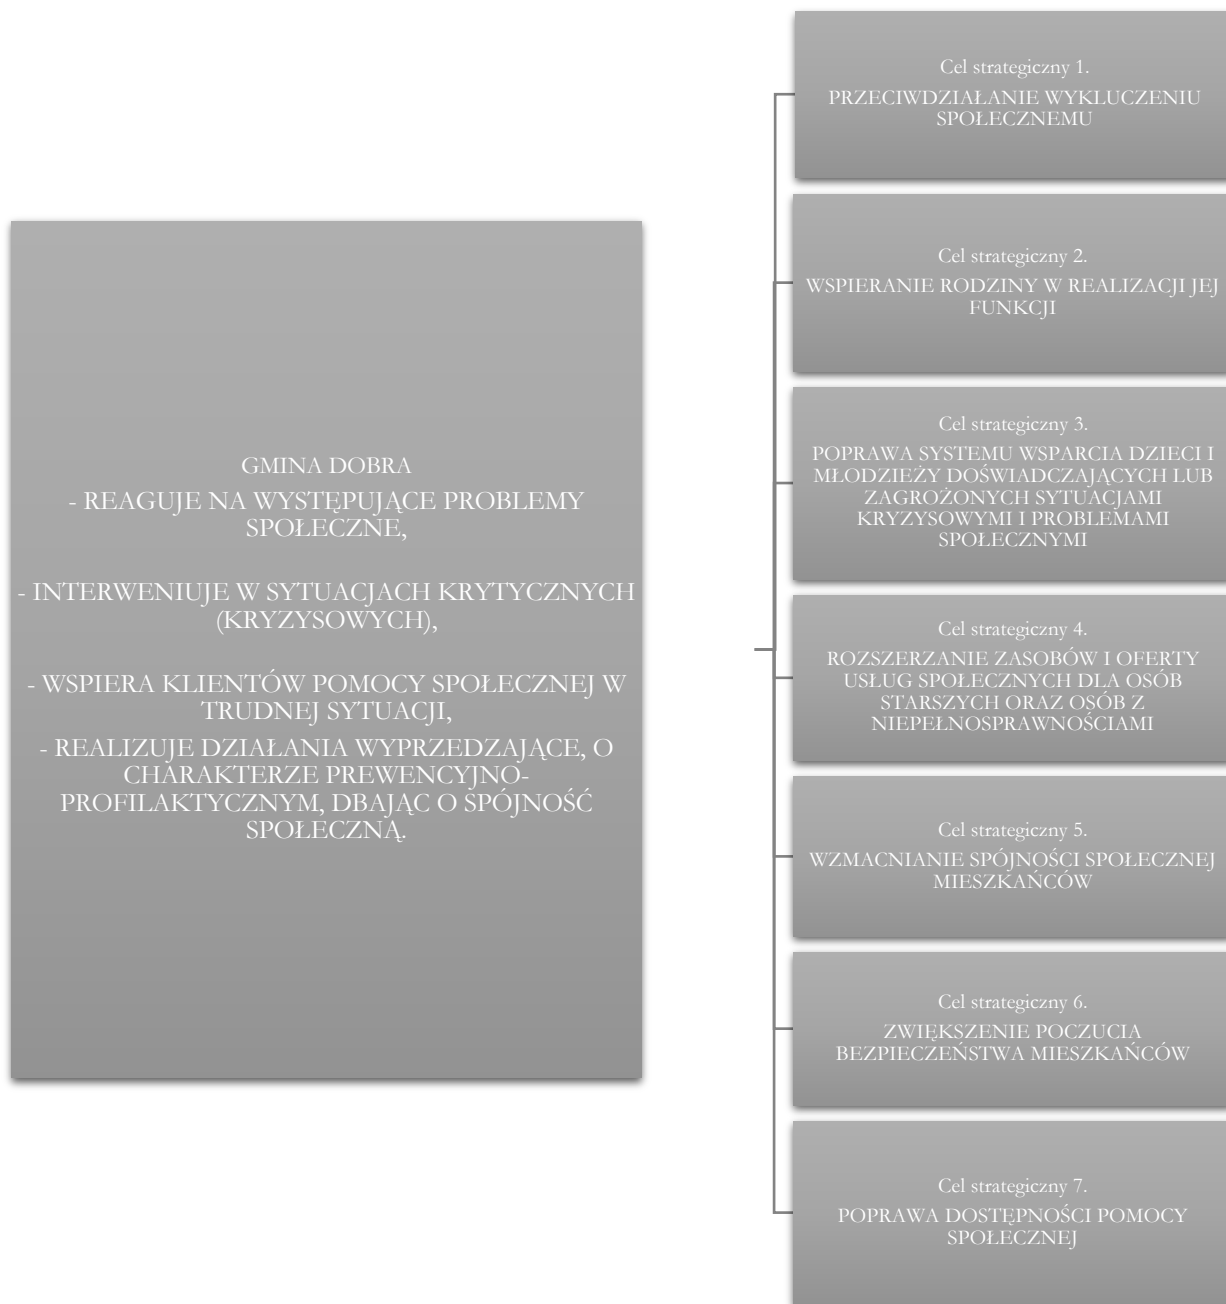 GMINA DOBRA
- REAGUJE NA WYSTĘPUJĄCE PROBLEMY
SPOŁECZNE,
- INTERWENIUJE W SYTUACJACH KRYTYCZNYCH
(KRYZYSOWYCH),
- WSPIERA KLIENTÓW POMOCY SPOŁECZNEJ W
TRUDNEJ SYTUACJI,
- REALIZUJE DZIAŁANIA WYPRZEDZAJĄCE, O
CHARAKTERZE PREWENCYJNO-
PROFILAKTYCZNYM, DBAJĄC O SPÓJNOŚĆ
SPOŁECZNĄ.
Cel strategiczny 1.
PRZECIWDZIAŁANIE WYKLUCZENIU
SPOŁECZNEMU
Cel strategiczny 2.
WSPIERANIE RODZINY W REALIZACJI JEJ
FUNKCJI
Cel strategiczny 3.
POPRAWA SYSTEMU WSPARCIA DZIECI I
MŁODZIEŻY DOŚWIADCZAJĄCYCH LUB
ZAGROŻONYCH SYTUACJAMI
KRYZYSOWYMI I PROBLEMAMI
SPOŁECZNYMI
Cel strategiczny 4.
ROZSZERZANIE ZASOBÓW I OFERTY
USŁUG SPOŁECZNYCH DLA OSÓB
STARSZYCH ORAZ OSÓB Z
NIEPEŁNOSPRAWNOŚCIAMI
Cel strategiczny 5.
WZMACNIANIE SPÓJNOŚCI SPOŁECZNEJ
MIESZKAŃCÓW
Cel strategiczny 6.
ZWIĘKSZENIE POCZUCIA
BEZPIECZEŃSTWA MIESZKAŃCÓW
Cel strategiczny 7.
POPRAWA DOSTĘPNOŚCI POMOCY
SPOŁECZNEJ